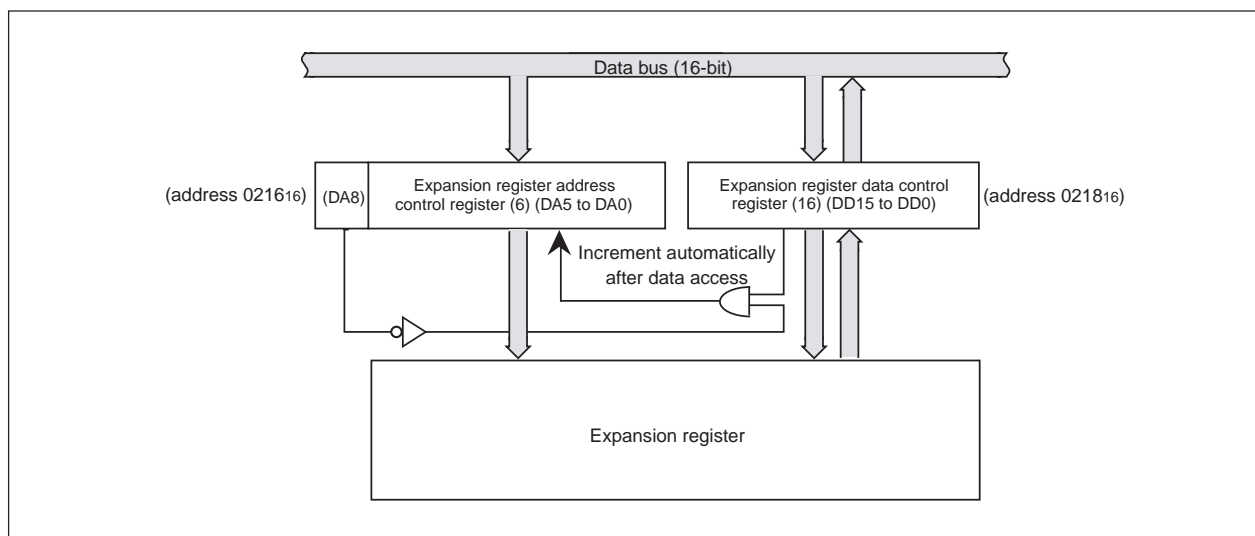 Data bus (16-bit)
(address 021616)
(DA8)
Expansion register address
control register (6) (DA5 to DA0)
Expansion register data control
register (16) (DD15 to DD0)
(address 021816)
Increment automatically
after data access
Expansion register